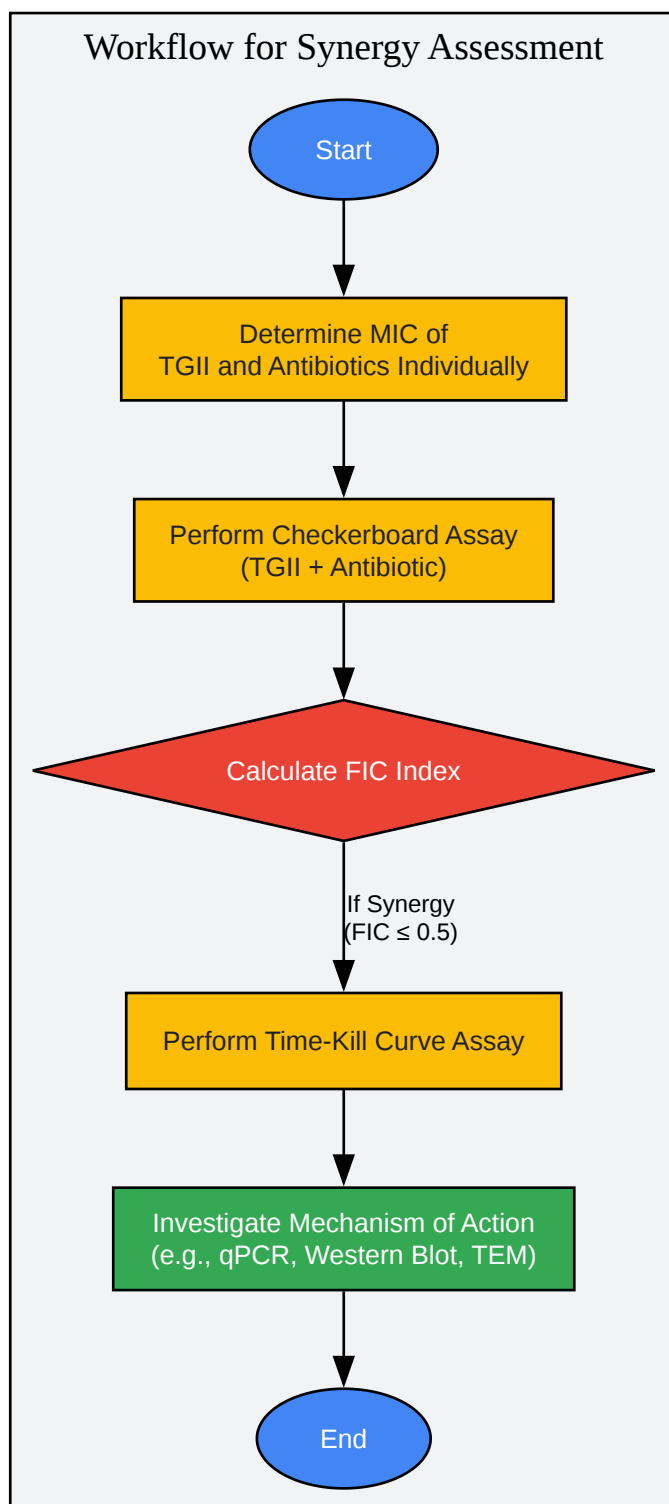 Workflow for Synergy Assessment
Start
Determine MIC of
TGII and Antibiotics Individually
Perform Checkerboard Assay
(TGII + Antibiotic)
Calculate FIC Index
If Synergy
(FIC ≤ 0.5)
Perform Time-Kill Curve Assay
Investigate Mechanism of Action
(e.g., qPCR, Western Blot, TEM)
End